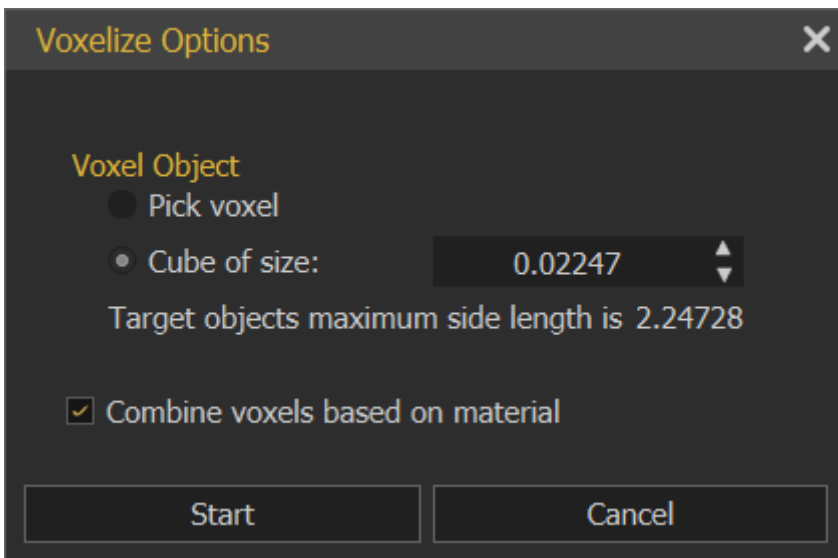 Voxelize Options
Voxel Object
Pick voxel
Cube of size: 0.02247
Target objects maximum side length is 2.24728
Combine voxels based on material
Start Cancel